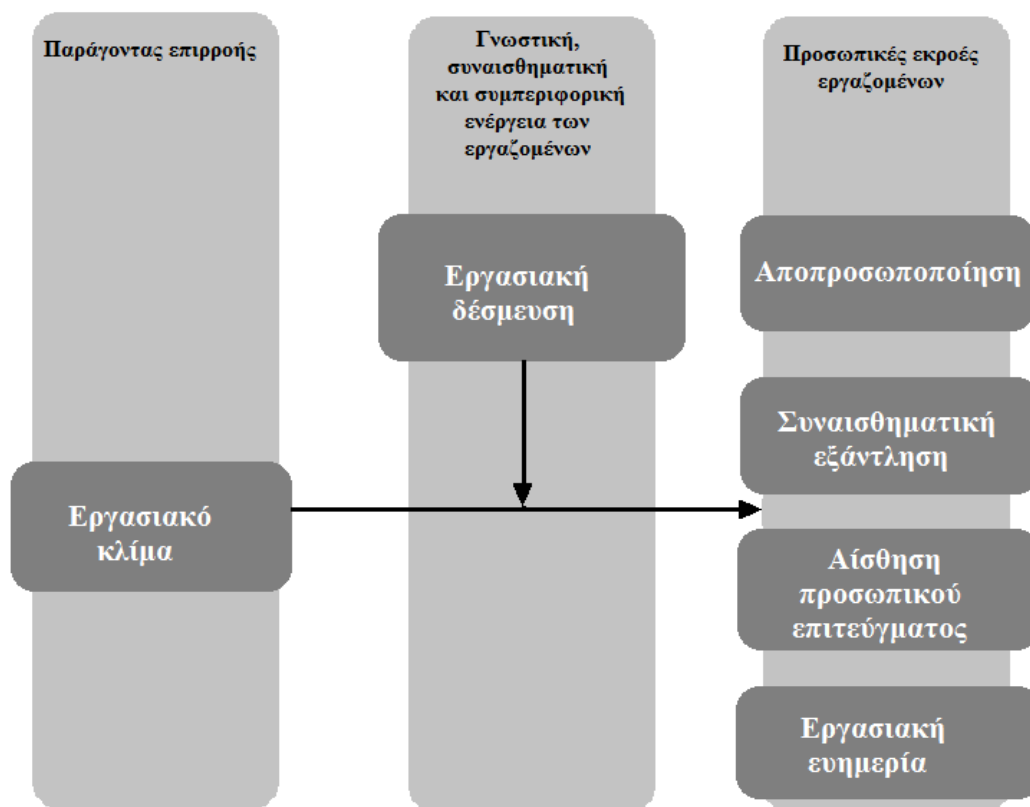 Παράγοντας επιρροής
Γνωστική,
συναισθηματική
και συμπεριφορική
ενέργεια των
εργαζομένων
Προσωπικές εκροές
εργαζομένων
Εργασιακή
δέσμευση
Αποπροσωποποίηση
Συναισθηματική
εξάντληση
Εργασιακό
κλίμα
Αίσθηση
προσωπικού
επιτεύγματος
Εργασιακή
ευημερία